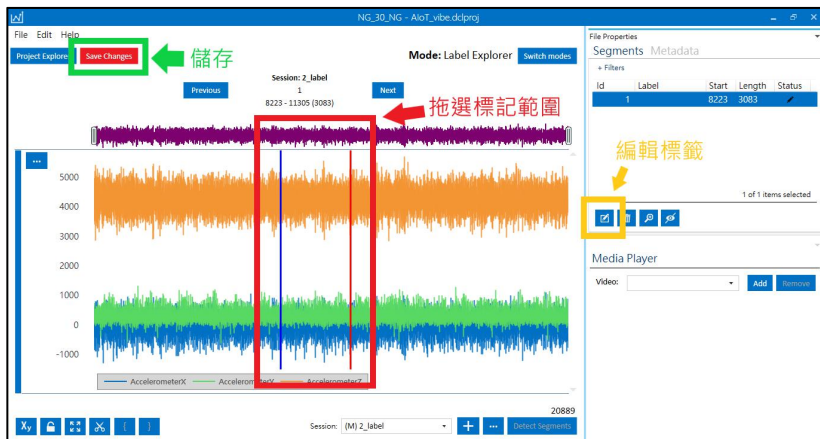 NG_30_NG - AIoT_vibe.dclproj
File Edit Help
Project Explorer Save Changes
儲存
Mode: Label Explorer Switch modes
Session: 2_label
Previous 1 Next
8223 - 11305 (3083)
拖選標記範圍
...
5000
4000
3000
2000
1000
0
-1000
AccelerometerX AccelerometerY AccelerometerZ
20889
Xy { }
Session: (M) 2_label + ... Detect Segments
File Properties
Segments Metadata
+ Filters
Id Label Start Length Status
1 8223 3083
編輯標籤
1 of 1 items selected
Media Player
Video: Add Remove